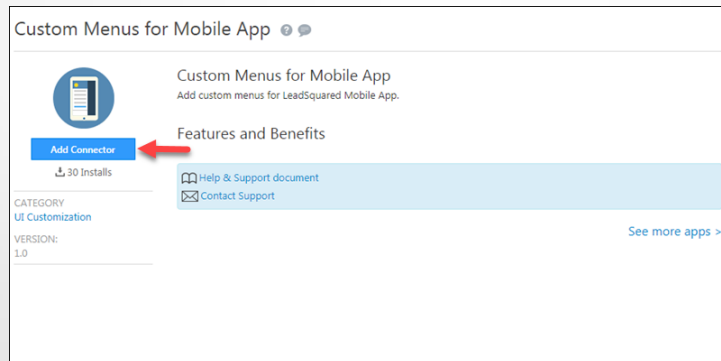 Custom Menus for Mobile App
Custom Menus for Mobile App
Add custom menus for LeadSquared Mobile App.
Add Connector
30 Installs
Features and Benefits
Help & Support document
Contact Support
CATEGORY
UI Customization
VERSION:
1.0
See more apps >